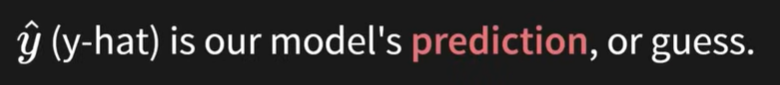 ŷ (y-hat) is our model's prediction, or guess.